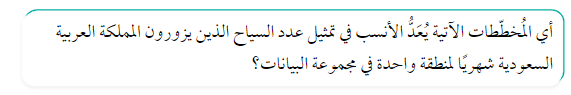 أي المُخطّطات الآتية يُعَدُّ الأنسب في تمثيل عدد السياح الذين يزورون المملكة العربية
السعودية شهريًا لمنطقة واحدة في مجموعة البيانات؟